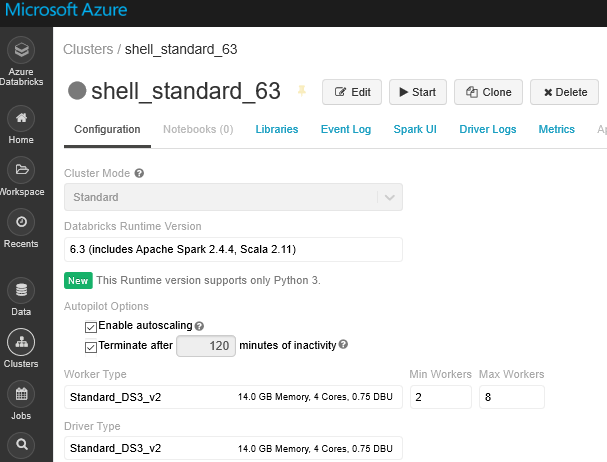 Microsoft Azure
Clusters / shell_standard_63
Azure
Databricks
shell_standard_63
Edit
Start
Clone
Delete
Configuration
Notebooks (0)
Libraries
Event Log
Spark UI
Driver Logs
Metrics
Home
Cluster Mode
Standard
Workspace
Databricks Runtime Version
6.3 (includes Apache Spark 2.4.4, Scala 2.11)
Recents
New This Runtime version supports only Python 3.
Autopilot Options
Data
Enable autoscaling
Terminate after 120 minutes of inactivity
Clusters
Worker Type
Min Workers
Max Workers
Standard_DS3_v2
14.0 GB Memory, 4 Cores, 0.75 DBU
2
8
Jobs
Driver Type
Standard_DS3_v2
14.0 GB Memory, 4 Cores, 0.75 DBU